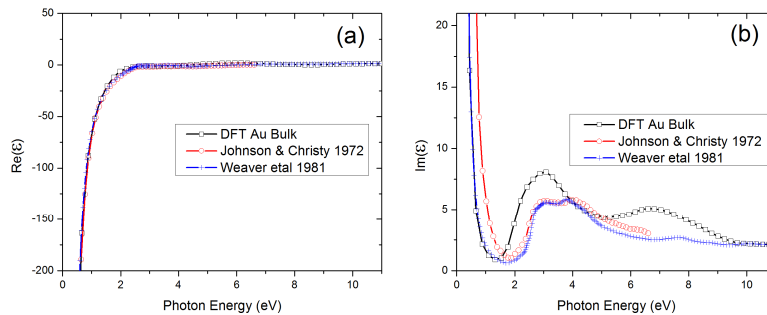 (a)
0
-50
-100
-150
-200
Re(ε)
0 2 4 6 8 10
Photon Energy (eV)
DFT Au Bulk
Johnson & Christy 1972
Weaver etal 1981
(b)
20
15
10
5
0
Im(ε)
0 2 4 6 8 10
Photon Energy (eV)
DFT Au Bulk
Johnson & Christy 1972
Weaver etal 1981